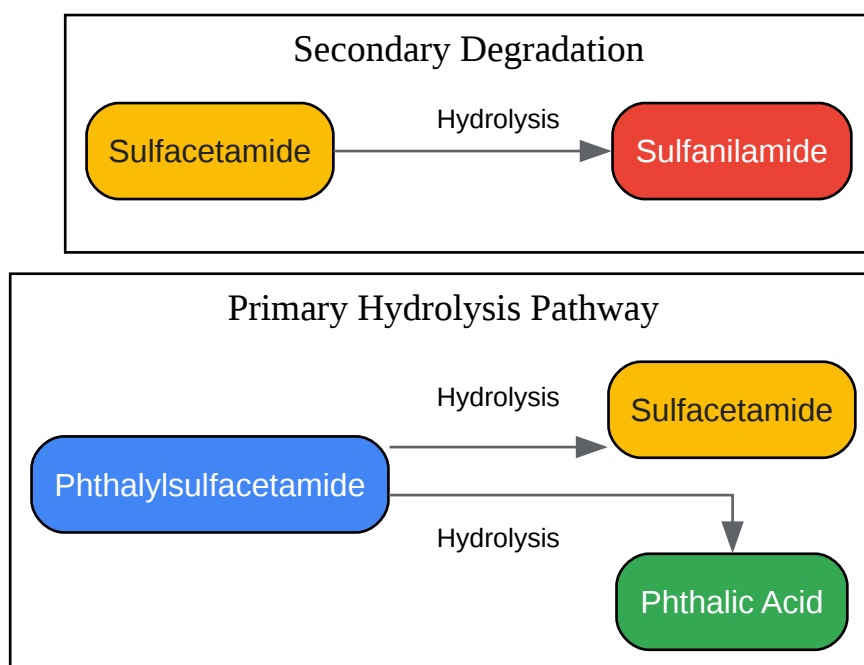 Secondary Degradation
Sulfacetamide
Hydrolysis
Sulfanilamide
Primary Hydrolysis Pathway
Phthalylsulfacetamide
Hydrolysis
Sulfacetamide
Hydrolysis
Phthalic Acid